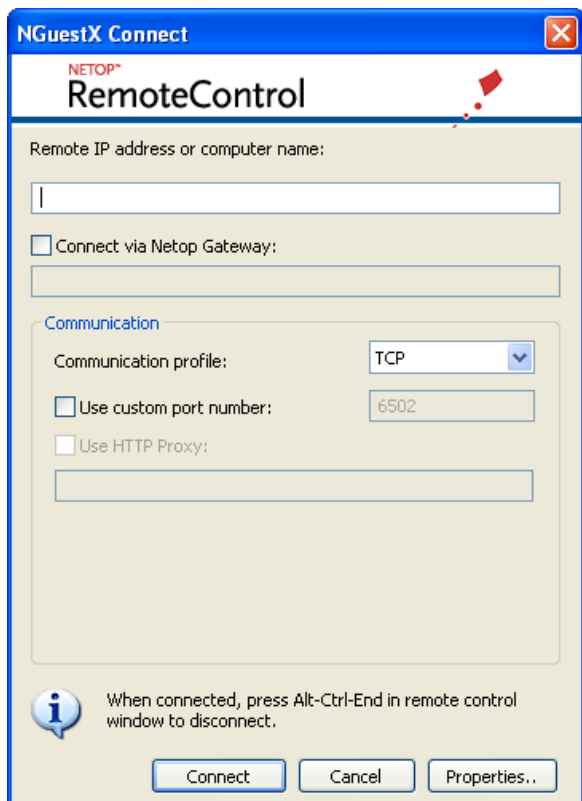 NGuestX Connect
NETOP™
RemoteControl
Remote IP address or computer name:
Connect via Netop Gateway:
Communication
Communication profile:
TCP
Use custom port number:
6502
Use HTTP Proxy:
When connected, press Alt-Ctrl-End in remote control
window to disconnect.
Connect
Cancel
Properties..